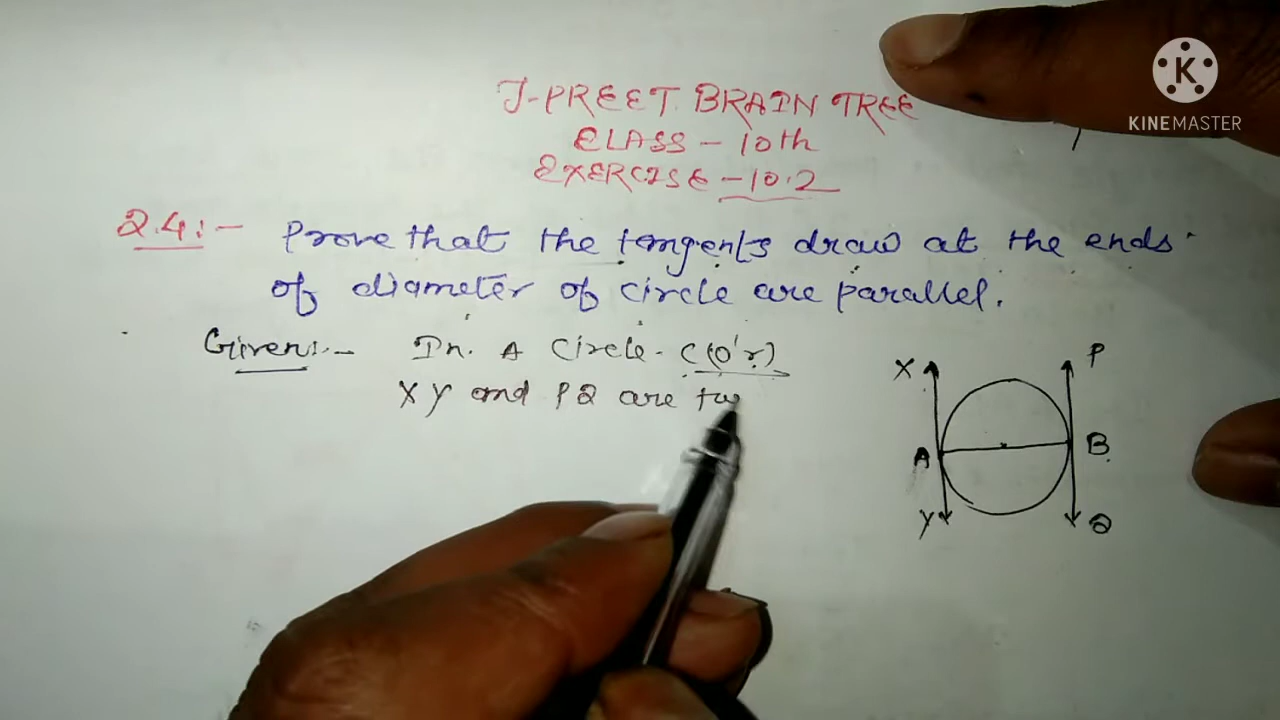 J-PREET BRAIN TREE
CLASS - 10th
EXERCISE - 10.2
Q.4:- Prove that the tangents draw at the ends
of diameter of circle are parallel.
Given:- In. A Circle. C(O'r)
XY and PQ are tw
X
P
A
B
Y
Q
K
KINEMASTER